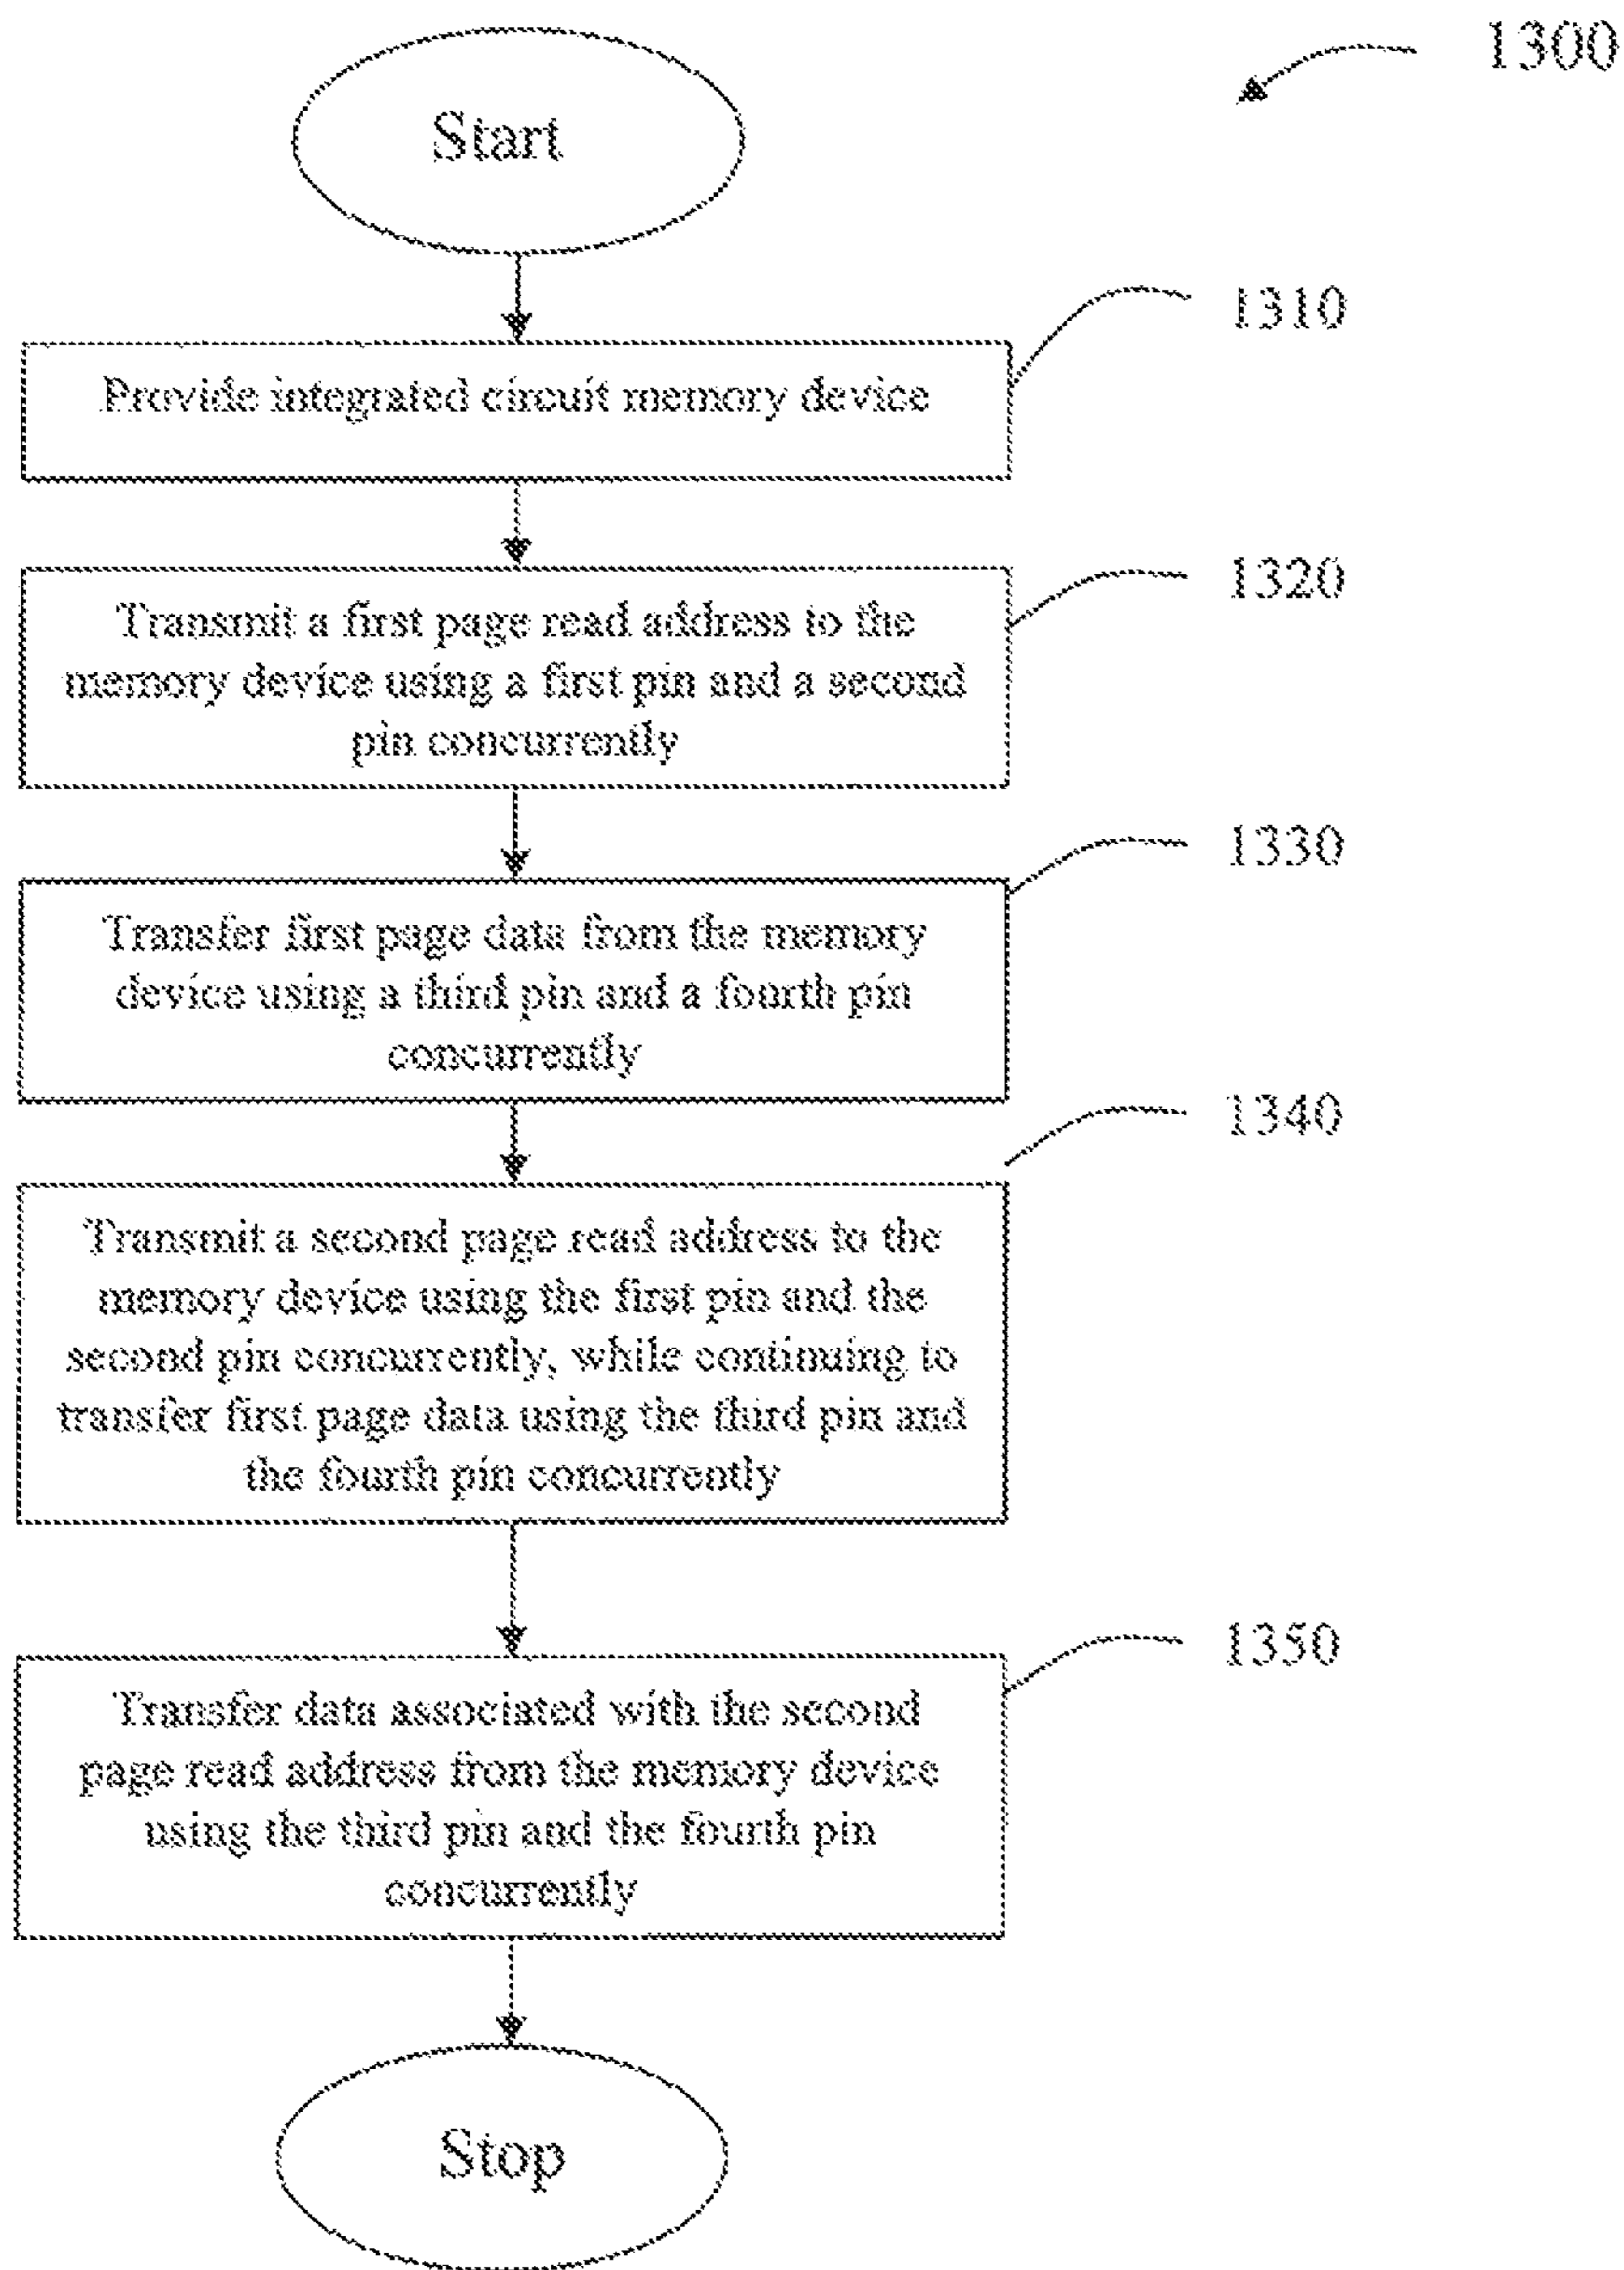 1300
Start
1310
Provide integrated circuit memory device
1320
Transmit a first page read address to the
memory device using a first pin and a second
pin concurrently
1330
Transfer first page data from the memory
device using a third pin and a fourth pin
concurrently
1340
Transmit a second page read address to the
memory device using the first pin and the
second pin concurrently, while continuing to
transfer first page data using the third pin and
the fourth pin concurrently
1350
Transfer data associated with the second
page read address from the memory device
using the third pin and the fourth pin
concurrently
Stop